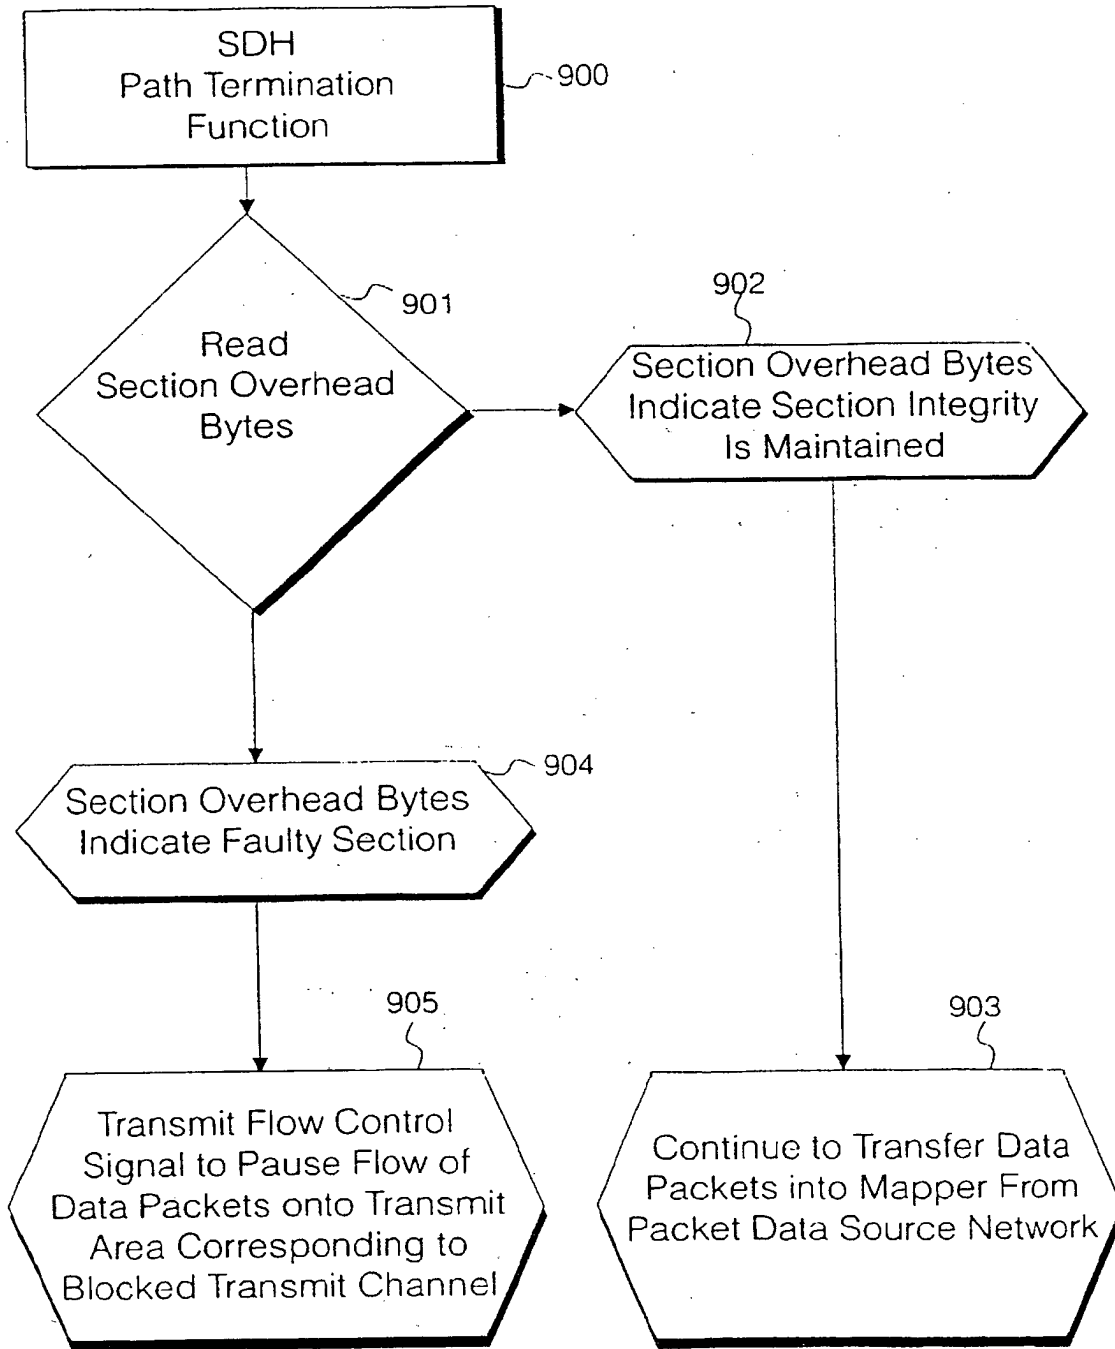 SDH
Path Termination
Function
900
901
Read
Section Overhead
Bytes
902
Section Overhead Bytes
Indicate Section Integrity
Is Maintained
904
Section Overhead Bytes
Indicate Faulty Section
905
Transmit Flow Control
Signal to Pause Flow of
Data Packets onto Transmit
Area Corresponding to
Blocked Transmit Channel
903
Continue to Transfer Data
Packets into Mapper From
Packet Data Source Network